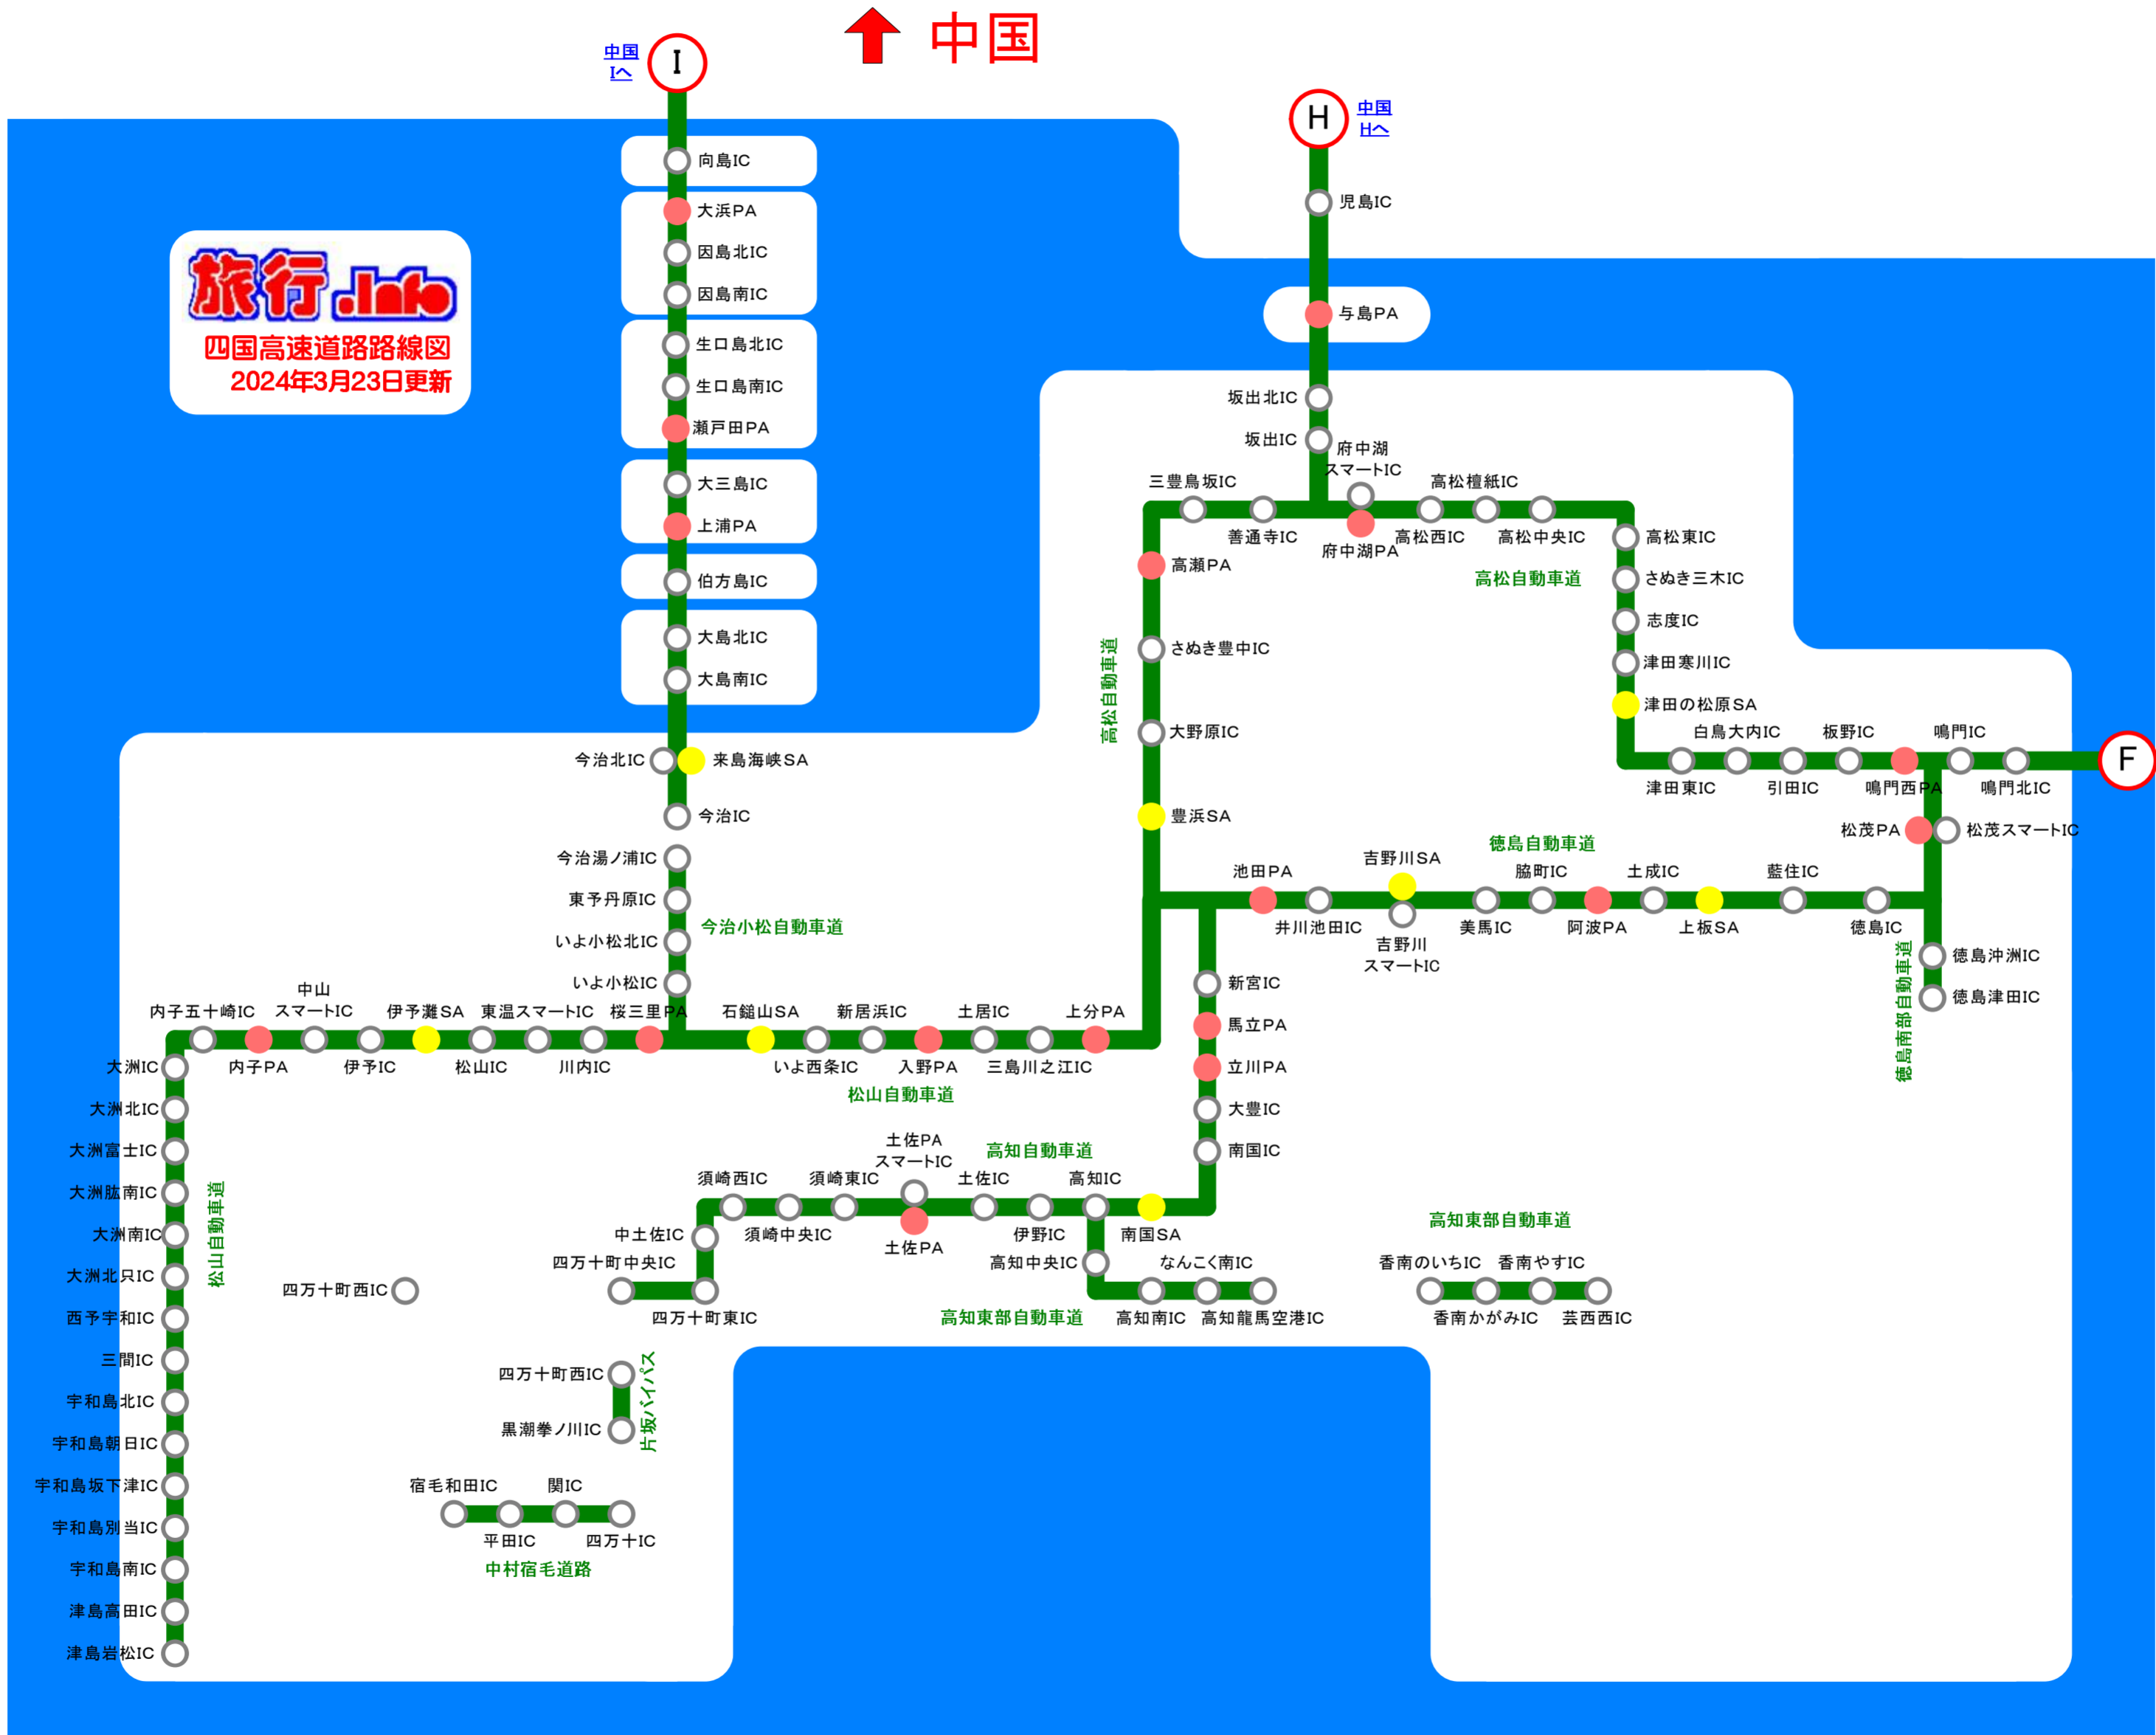 中国
中国
Iへ
I
中国
Hへ
H
向島IC
大浜PA
因島北IC
因島南IC
生口島北IC
生口島南IC
瀬戸田PA
大三島IC
上浦PA
伯方島IC
大島北IC
大島南IC
今治北IC
来島海峡SA
今治IC
今治湯ノ浦IC
東予丹原IC
いよ小松北IC
いよ小松IC
今治小松自動車道
旅行.Info
四国高速道路路線図
2024年3月23日更新
児島IC
与島PA
坂出北IC
坂出IC
府中湖
スマートIC
三豊鳥坂IC
高松檀紙IC
善通寺IC
府中湖PA
高松西IC
高松中央IC
高松自動車道
高瀬PA
さぬき豊中IC
高松自動車道
大野原IC
豊浜SA
高松東IC
さぬき三木IC
志度IC
津田寒川IC
津田の松原SA
白鳥大内IC
板野IC
鳴門IC
津田東IC
引田IC
鳴門西PA
鳴門北IC
F
松茂PA
松茂スマートIC
徳島自動車道
池田PA
吉野川SA
脇町IC
土成IC
藍住IC
井川池田IC
吉野川
スマートIC
美馬IC
阿波PA
上板SA
徳島IC
徳島沖洲IC
徳島津田IC
徳島南部自動車道
内子五十崎IC
中山
スマートIC
伊予灘SA
東温スマートIC
桜三里PA
石鎚山SA
新居浜IC
土居IC
上分PA
内子PA
伊予IC
松山IC
川内IC
いよ西条IC
入野PA
三島川之江IC
松山自動車道
新宮IC
馬立PA
立川PA
大豊IC
南国IC
大洲IC
大洲北IC
大洲富士IC
大洲肱南IC
大洲南IC
大洲北只IC
西予宇和IC
三間IC
宇和島北IC
宇和島朝日IC
宇和島坂下津IC
宇和島別当IC
宇和島南IC
津島高田IC
津島岩松IC
松山自動車道
土佐PA
スマートIC
高知自動車道
須崎西IC
須崎東IC
土佐IC
高知IC
中土佐IC
須崎中央IC
土佐PA
伊野IC
南国SA
四万十町中央IC
四万十町東IC
四万十町西IC
高知中央IC
なんこく南IC
高知東部自動車道
高知南IC
高知龍馬空港IC
高知東部自動車道
香南のいちIC
香南やすIC
香南かがみIC
芸西西IC
四万十町西IC
黒潮拳ノ川IC
片坂バイパス
宿毛和田IC
関IC
平田IC
四万十IC
中村宿毛道路